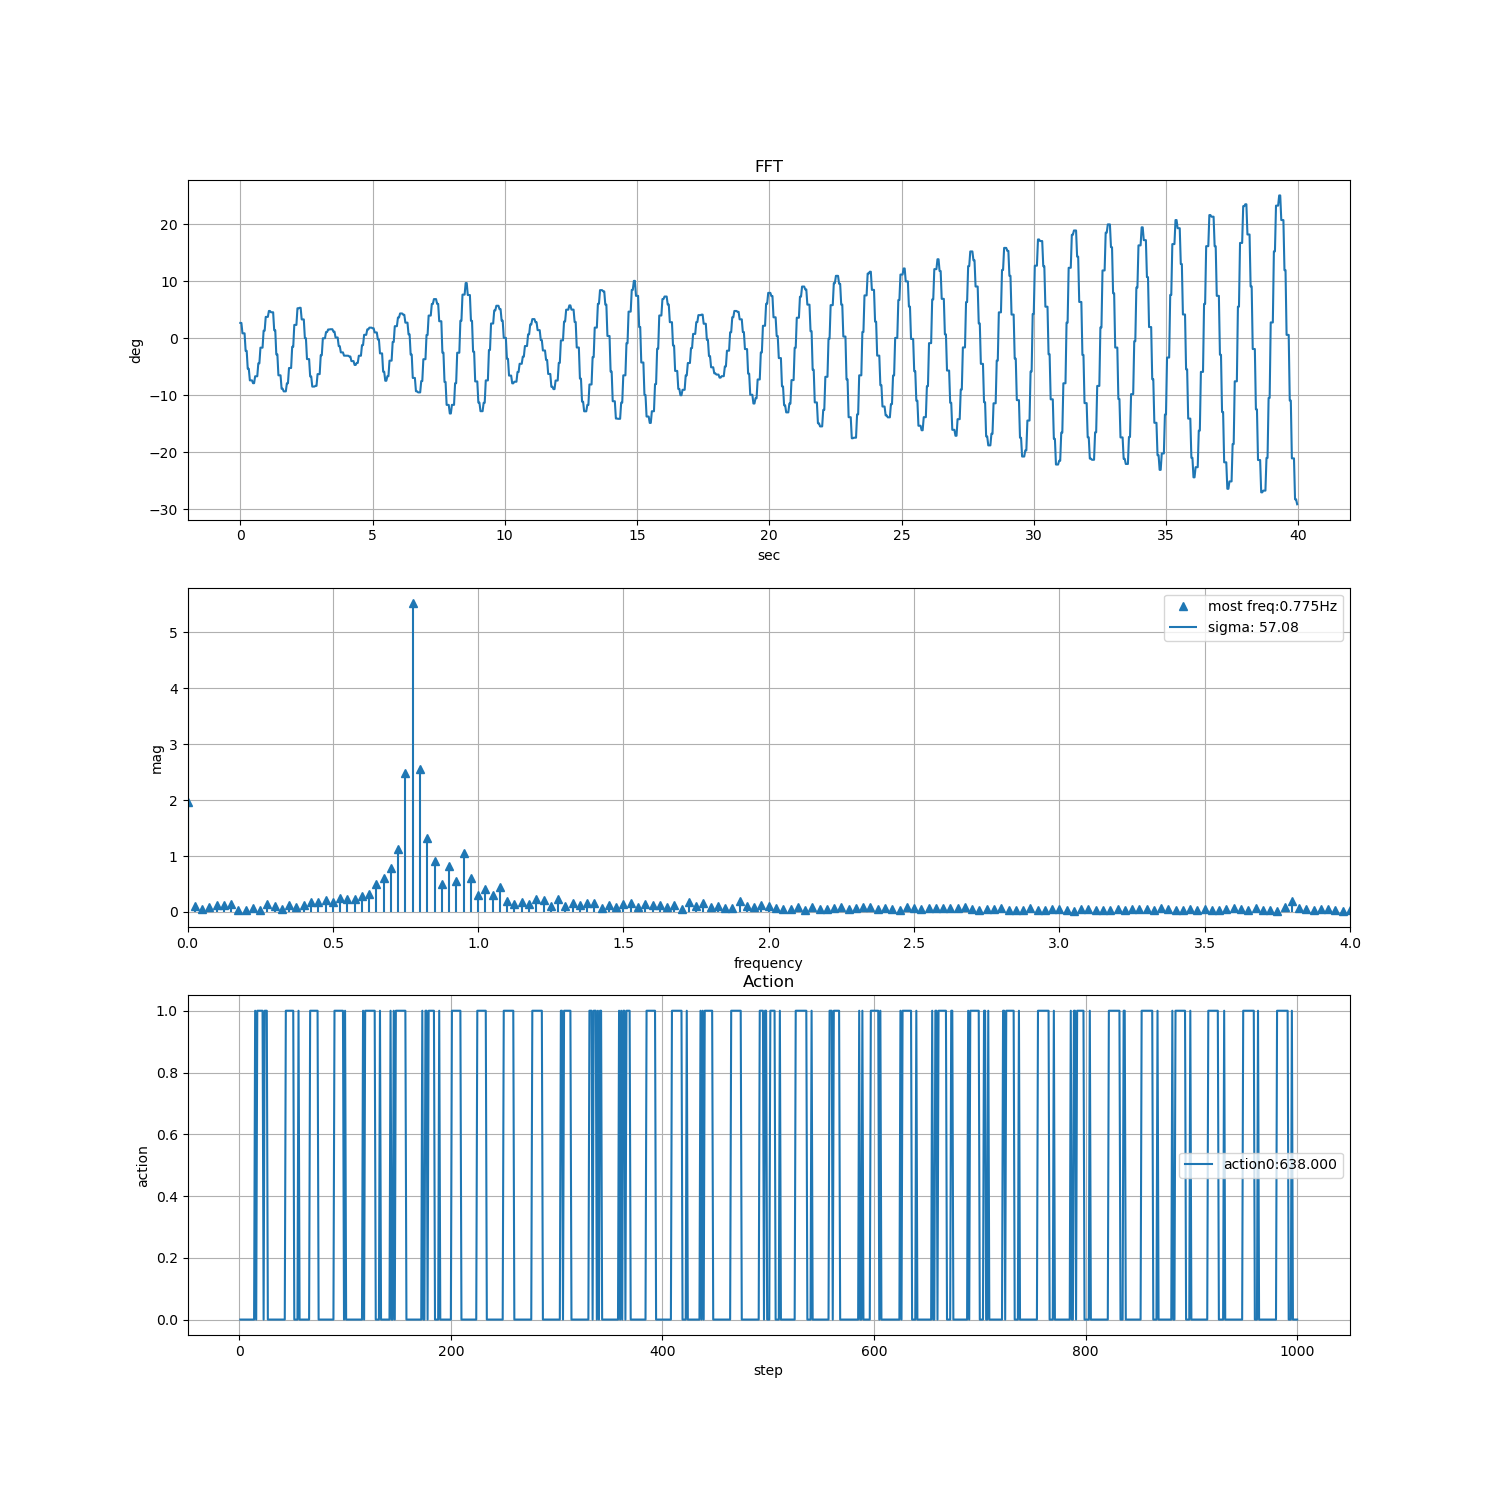 FFT
20
10
0
−10
−20
−30
deg
0 5 10 15 20 25 30 35 40
sec
most freq:0.775Hz
sigma: 57.08
5
4
3
2
1
0
mag
0.0 0.5 1.0 1.5 2.0 2.5 3.0 3.5 4.0
frequency
Action
1.0
0.8
0.6
0.4
0.2
0.0
action
action0:638.000
0 200 400 600 800 1000
step